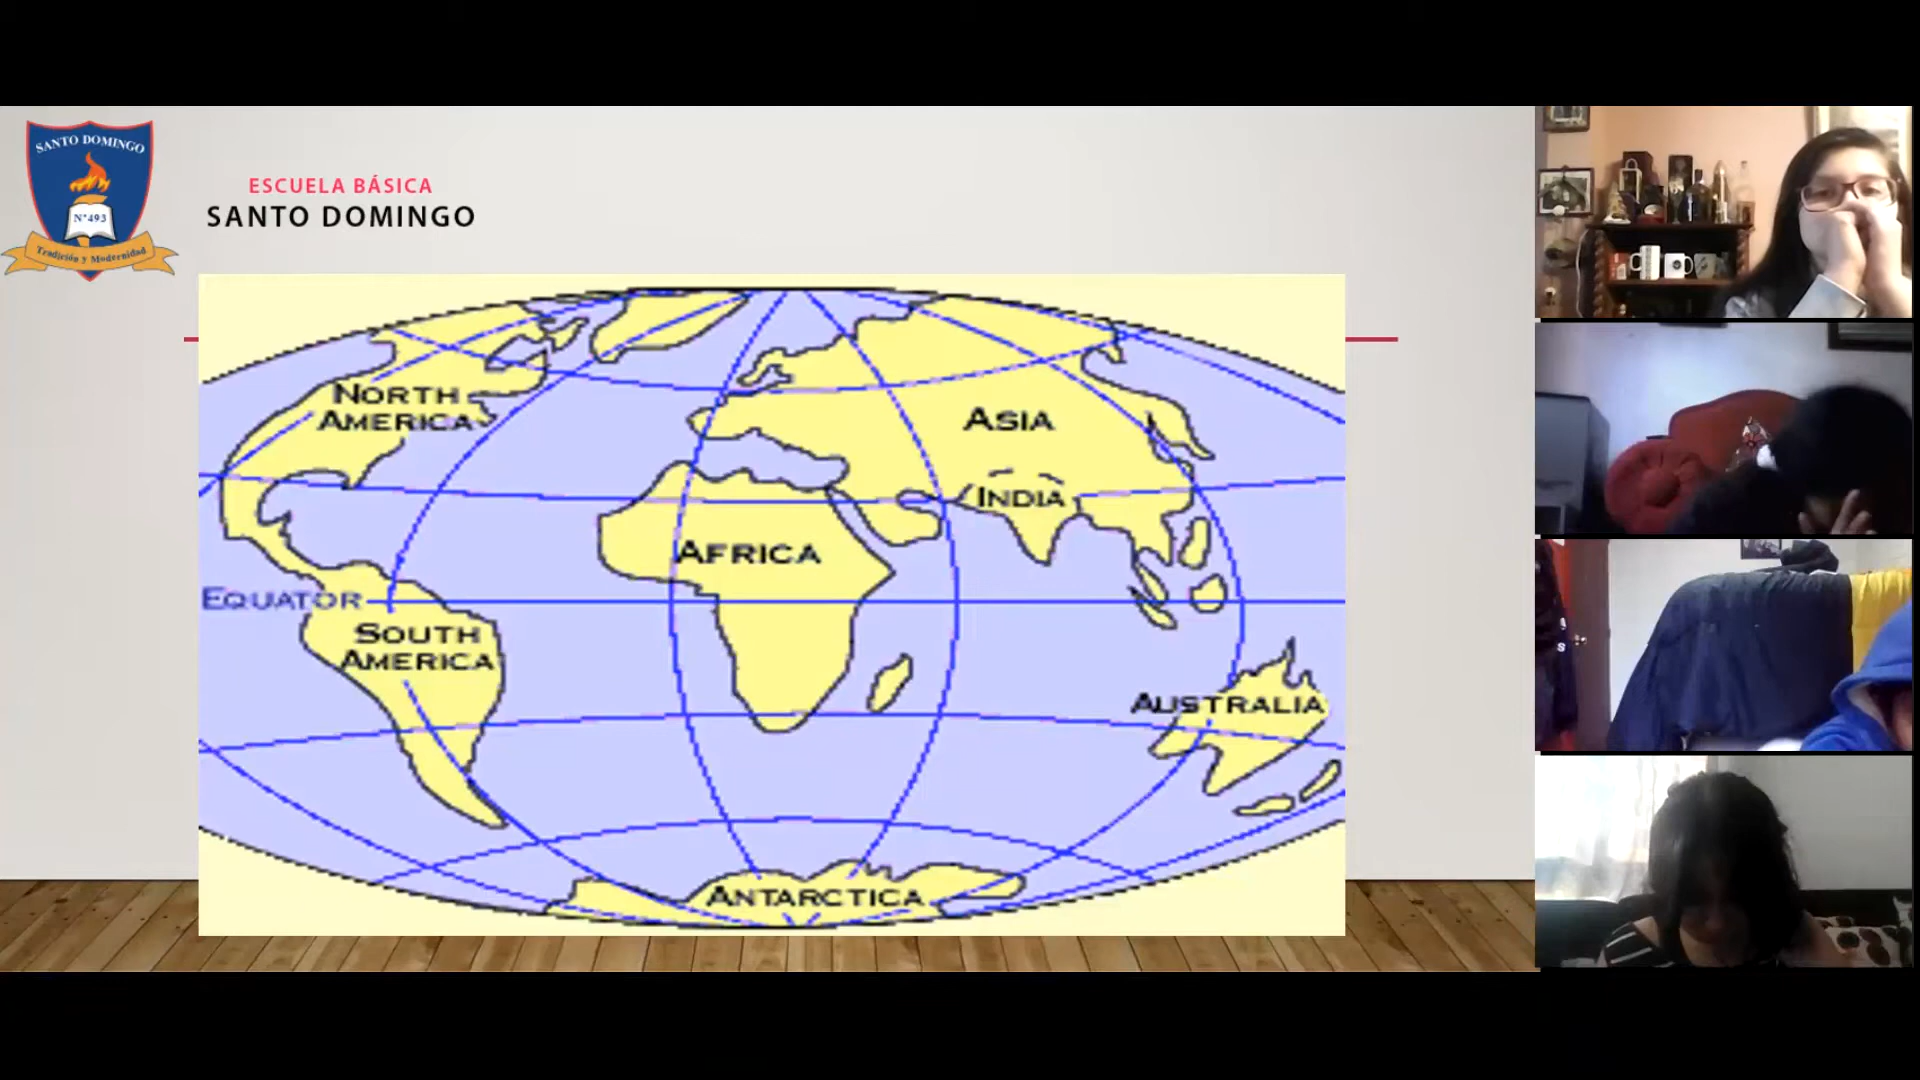 SANTO DOMINGO
N°493
Tradición y Modernidad
ESCUELA BÁSICA
SANTO DOMINGO
NORTH
AMERICA
ASIA
INDIA
AFRICA
EQUATOR
SOUTH
AMERICA
AUSTRALIA
ANTARCTICA